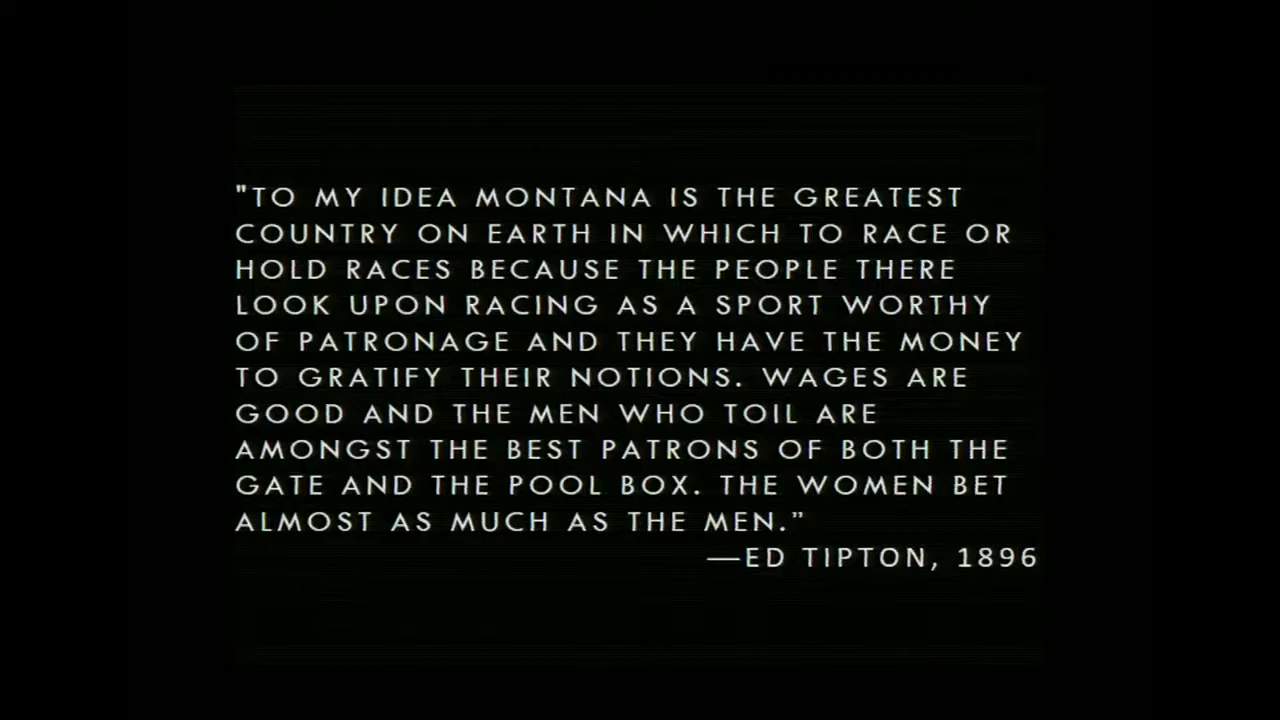 "TO MY IDEA MONTANA IS THE GREATEST
COUNTRY ON EARTH IN WHICH TO RACE OR
HOLD RACES BECAUSE THE PEOPLE THERE
LOOK UPON RACING AS A SPORT WORTHY
OF PATRONAGE AND THEY HAVE THE MONEY
TO GRATIFY THEIR NOTIONS. WAGES ARE
GOOD AND THE MEN WHO TOIL ARE
AMONGST THE BEST PATRONS OF BOTH THE
GATE AND THE POOL BOX. THE WOMEN BET
ALMOST AS MUCH AS THE MEN.”
—ED TIPTON, 1896